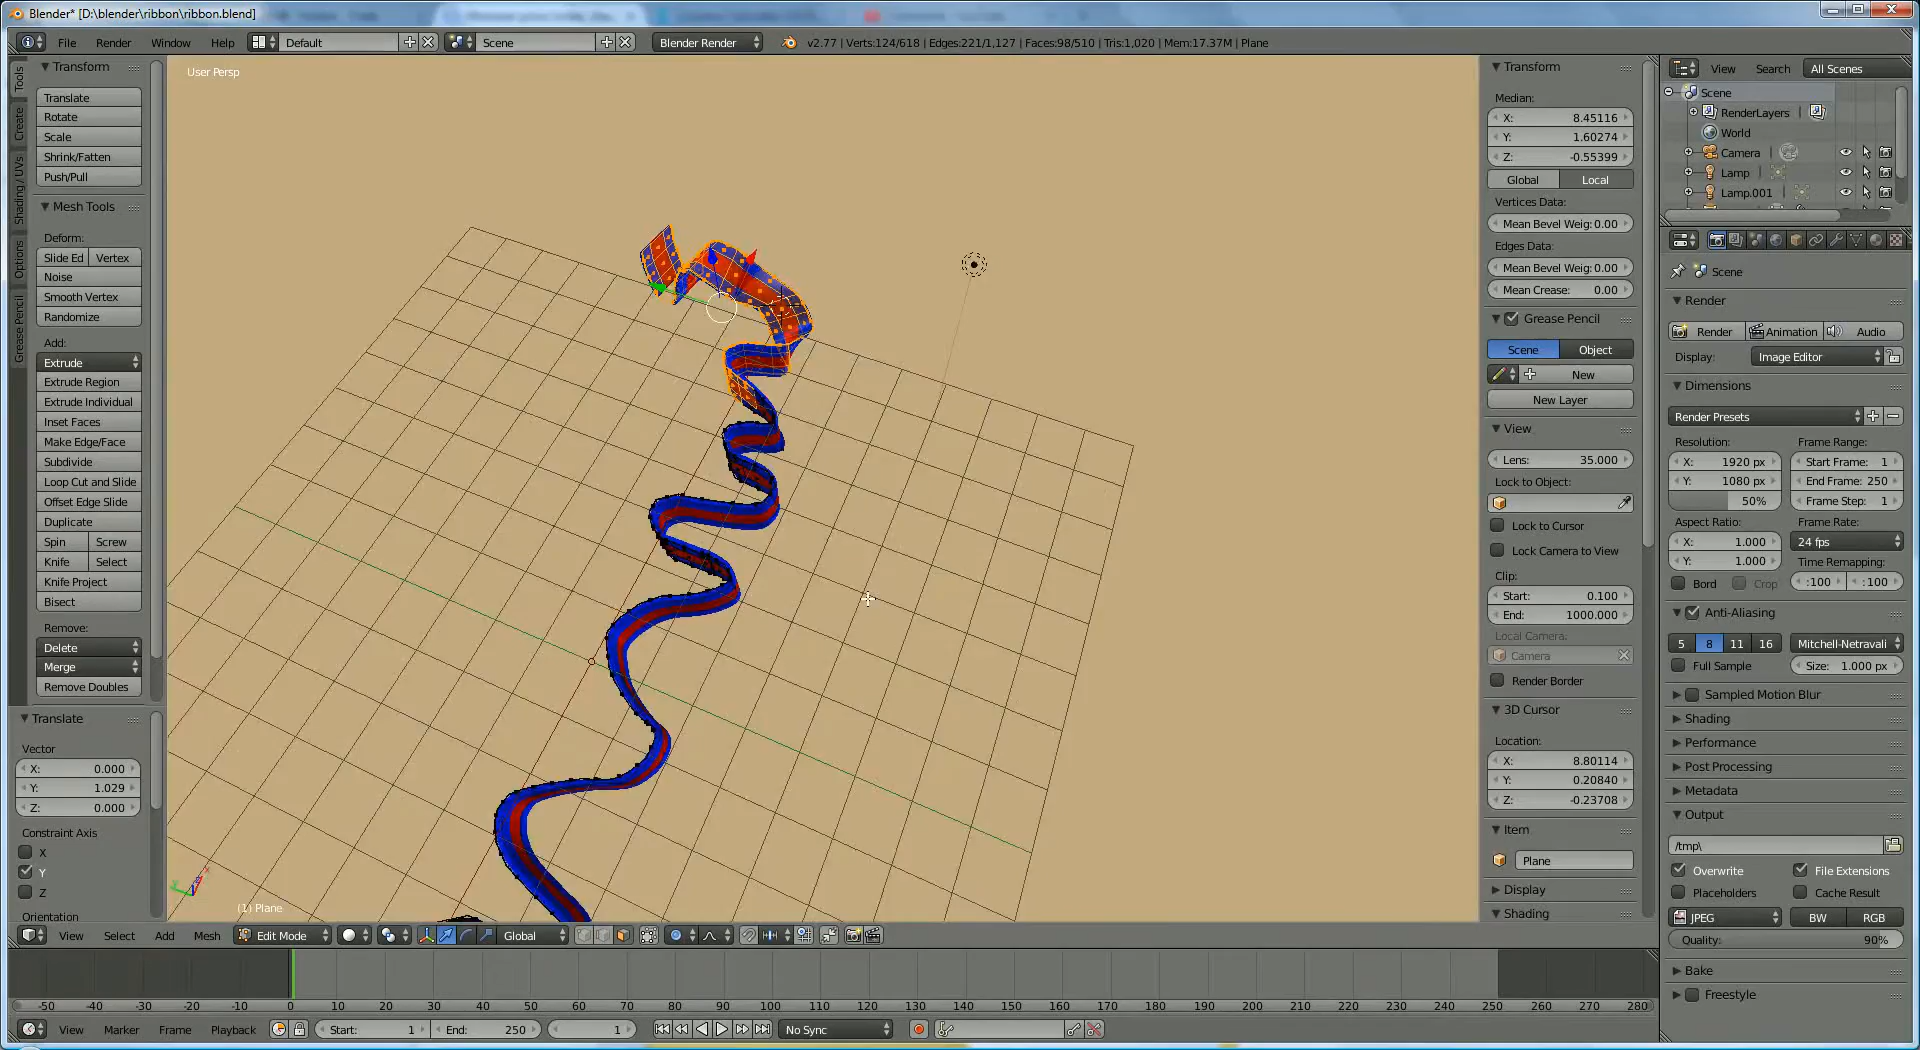 Blender* [D:\blender\ribbon\ribbon.blend]
File Render Window Help Default Scene Blender Render v2.77 | Verts:124/618 | Edges:221/1,127 | Faces:98/510 | Tris:1,020 | Mem:17.37M | Plane
Tools
Create
Shading / UVs
Options
Grease Pencil
Transform
Translate
Rotate
Scale
Shrink/Fatten
Push/Pull
Mesh Tools
Deform:
Slide Ed Vertex
Noise
Smooth Vertex
Randomize
Add:
Extrude
Extrude Region
Extrude Individual
Inset Faces
Make Edge/Face
Subdivide
Loop Cut and Slide
Offset Edge Slide
Duplicate
Spin Screw
Knife Select
Knife Project
Bisect
Remove:
Delete
Merge
Remove Doubles
Translate
Vector
X: 0.000
Y: 1.029
Z: 0.000
Constraint Axis
X
Y
Z
Orientation
User Persp
(1) Plane
Transform
Median:
X: 8.45116
Y: 1.60274
Z: -0.55399
Global Local
Vertices Data:
Mean Bevel Weig: 0.00
Edges Data:
Mean Bevel Weig: 0.00
Mean Crease: 0.00
Grease Pencil
Scene Object
New
New Layer
View
Lens: 35.000
Lock to Object:
Lock to Cursor
Lock Camera to View
Clip:
Start: 0.100
End: 1000.000
Local Camera:
Camera
Render Border
3D Cursor
Location:
X: 8.80114
Y: 0.20840
Z: -0.23708
Item
Plane
Display
Shading
View Search All Scenes
Scene
RenderLayers
World
Camera
Lamp
Lamp.001
Scene
Render
Render Animation Audio
Display: Image Editor
Dimensions
Render Presets
Resolution: Frame Range:
X: 1920 px Start Frame: 1
Y: 1080 px End Frame: 250
50% Frame Step: 1
Aspect Ratio: Frame Rate:
X: 1.000 24 fps
Y: 1.000 Time Remapping:
Bord Crop :100 :100
Anti-Aliasing
5 8 11 16 Mitchell-Netravali
Full Sample Size: 1.000 px
Sampled Motion Blur
Shading
Performance
Post Processing
Metadata
Output
/tmp\
Overwrite File Extensions
Placeholders Cache Result
JPEG BW RGB
Quality: 90%
Bake
Freestyle
View Select Add Mesh Edit Mode Global
-50 -40 -30 -20 -10 0 10 20 30 40 50 60 70 80 90 100 110 120 130 140 150 160 170 180 190 200 210 220 230 240 250 260 270 280
View Marker Frame Playback Start: 1 End: 250 1 No Sync